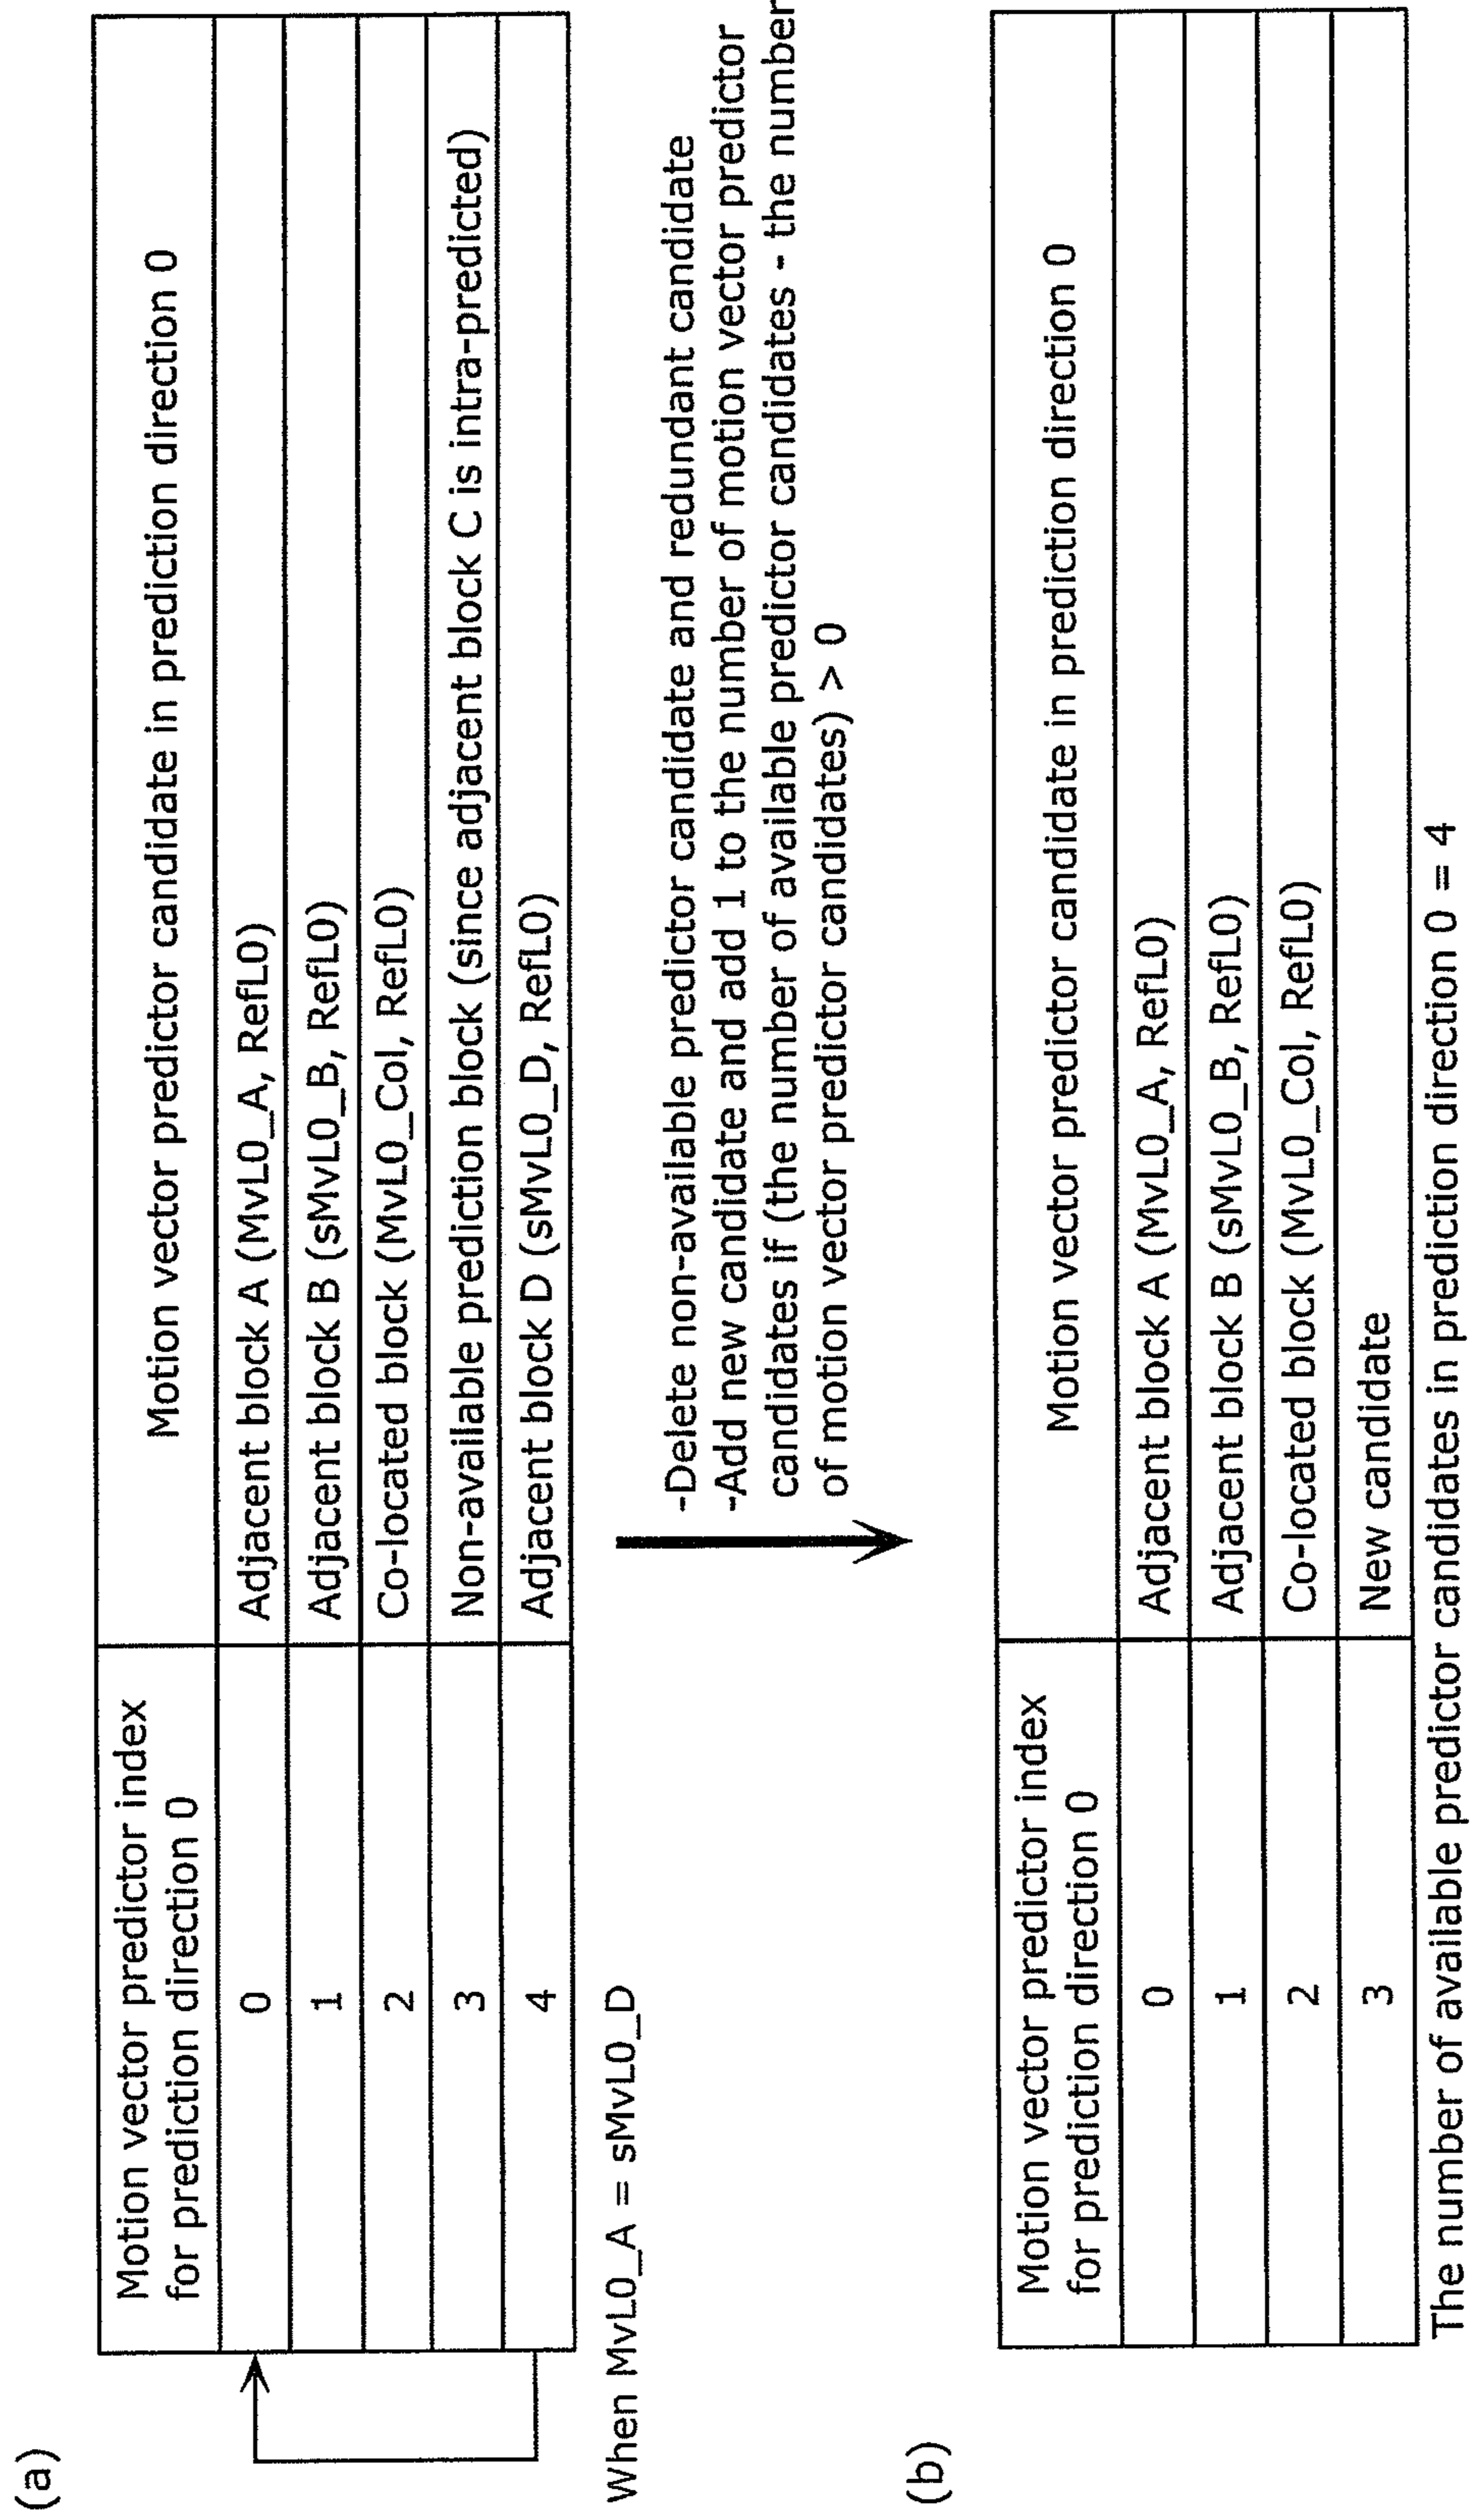 (a)
Motion vector predictor index
for prediction direction 0
Motion vector predictor candidate in prediction direction 0
0
Adjacent block A (MvL0_A, RefL0)
1
Adjacent block B (sMvL0_B, RefL0)
2
Co-located block (MvL0_Col, RefL0)
3
Non-available prediction block (since adjacent block C is intra-predicted)
4
Adjacent block D (sMvL0_D, RefL0)
When MvL0_A = sMvL0_D
-Delete non-available predictor candidate and redundant candidate
-Add new candidate and add 1 to the number of motion vector predictor
candidates if (the number of available predictor candidates - the number
of motion vector predictor candidates) > 0
(b)
Motion vector predictor index
for prediction direction 0
Motion vector predictor candidate in prediction direction 0
0
Adjacent block A (MvL0_A, RefL0)
1
Adjacent block B (sMvL0_B, RefL0)
2
Co-located block (MvL0_Col, RefL0)
3
New candidate
The number of available predictor candidates in prediction direction 0 = 4